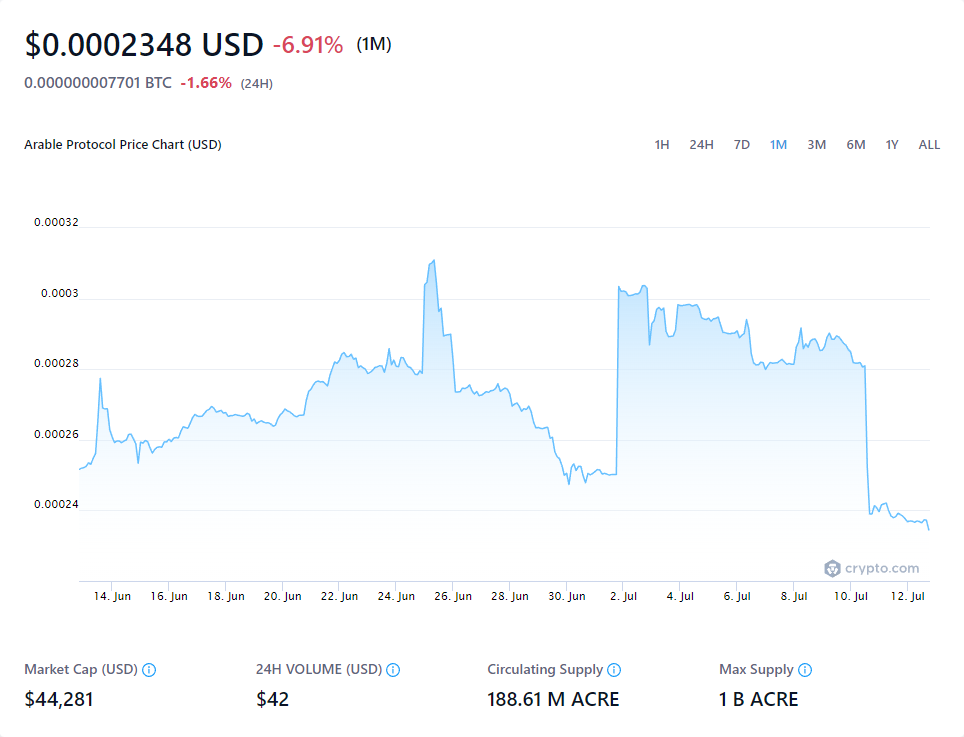 $0.0002348 USD -6.91% (1M)
0.000000007701 BTC -1.66% (24H)
Arable Protocol Price Chart (USD)
1H 24H 7D 1M 3M 6M 1Y ALL
0.00032
0.0003
0.00028
0.00026
0.00024
crypto.com
14. Jun 16. Jun 18. Jun 20. Jun 22. Jun 24. Jun 26. Jun 28. Jun 30. Jun 2. Jul 4. Jul 6. Jul 8. Jul 10. Jul 12. Jul
Market Cap (USD) 24H VOLUME (USD) Circulating Supply Max Supply
$44,281 $42 188.61 M ACRE 1 B ACRE